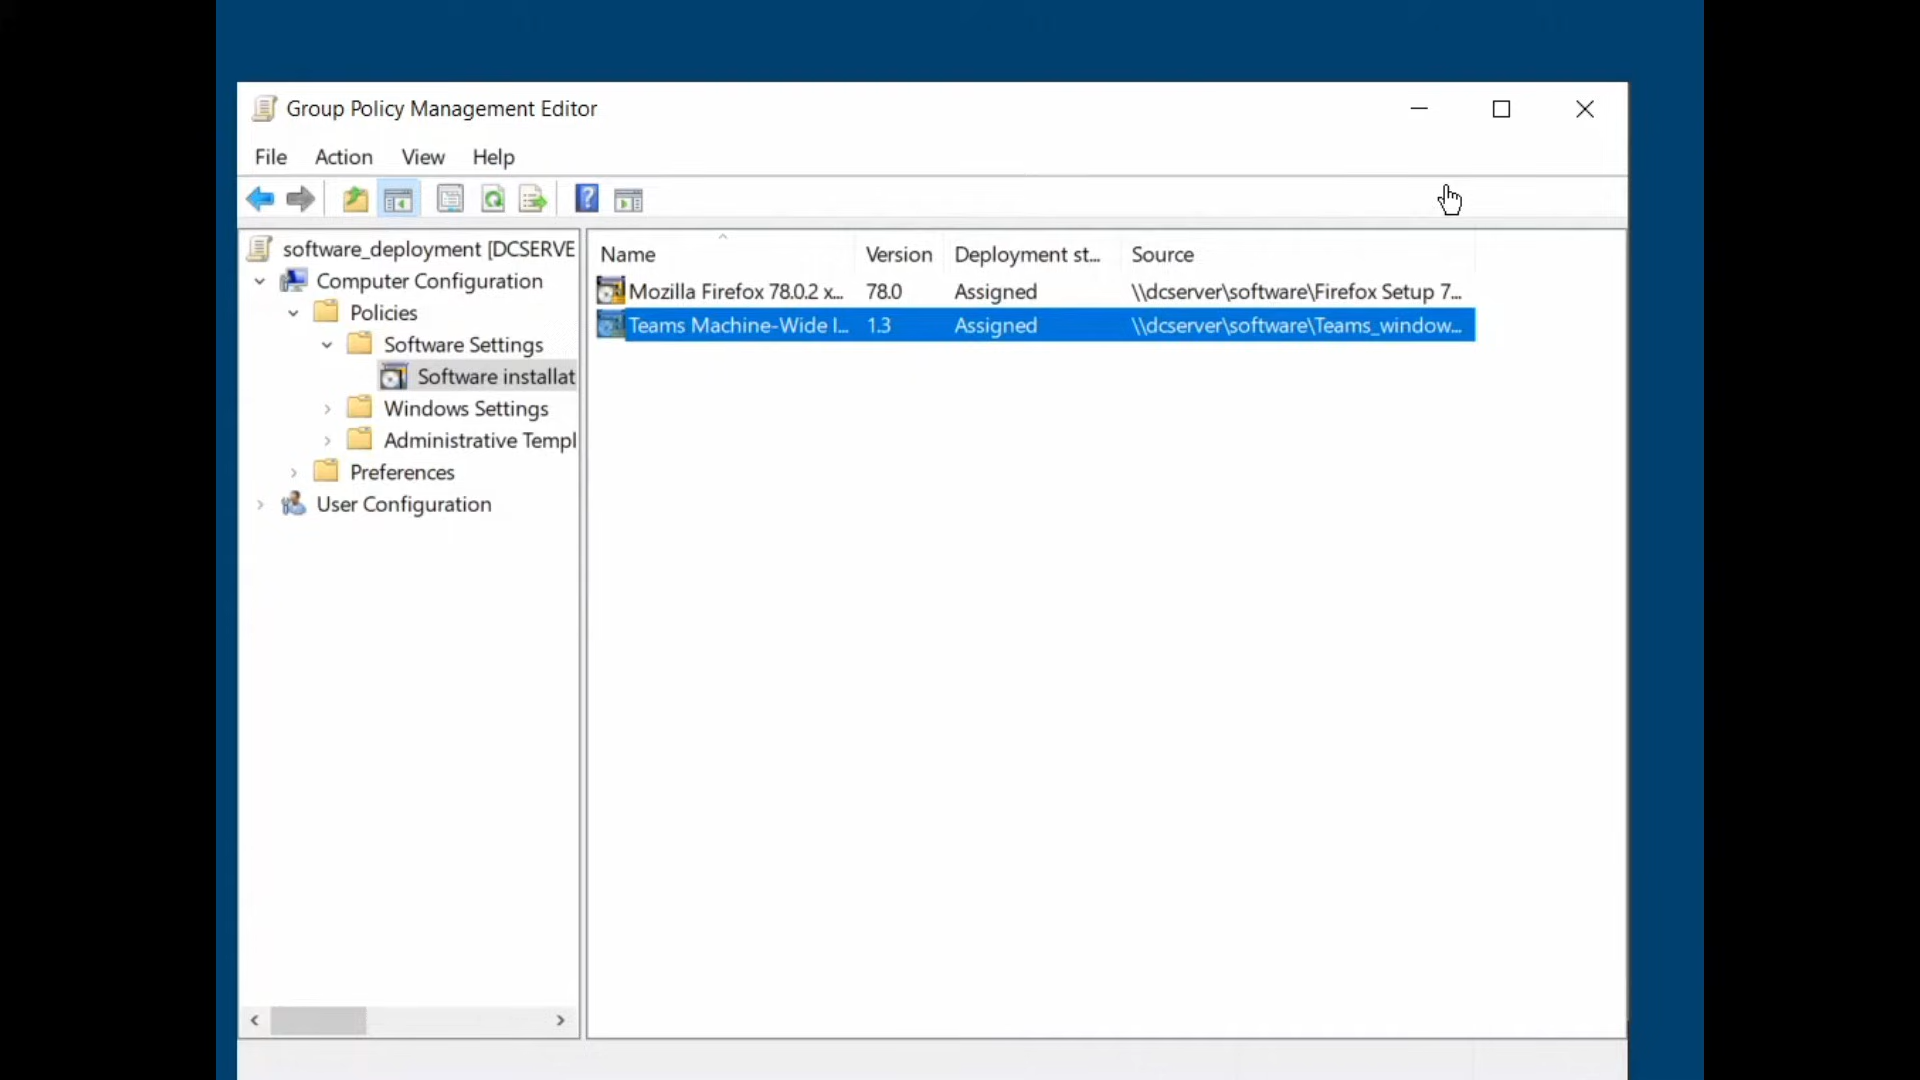 Group Policy Management Editor
File Action View Help
software_deployment [DCSERVE
Computer Configuration
Policies
Software Settings
Software installat
Windows Settings
Administrative Templ
Preferences
User Configuration
Name Version Deployment st... Source
Mozilla Firefox 78.0.2 x... 78.0 Assigned \\dcserver\software\Firefox Setup 7...
Teams Machine-Wide I... 1.3 Assigned \\dcserver\software\Teams_window...